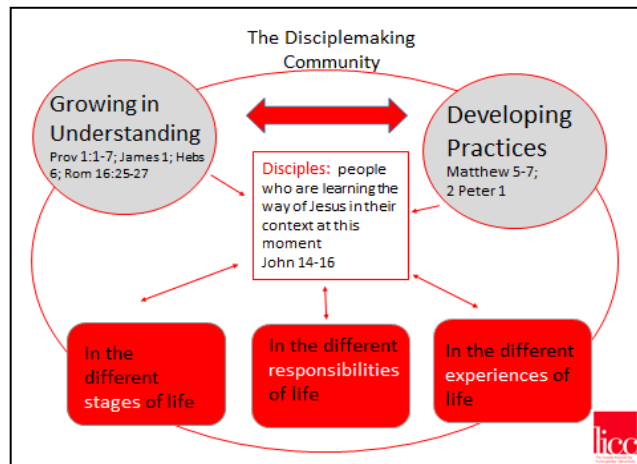 The Disciplemaking
Community
Growing in
Understanding
Prov 1:1-7; James 1; Hebs
6; Rom 16:25-27
Developing
Practices
Matthew 5-7;
2 Peter 1
Disciples: people
who are learning the
way of Jesus in their
context at this
moment
John 14-16
In the
different
stages of life
In the different
responsibilities
of life
In the different
experiences of
life
licc